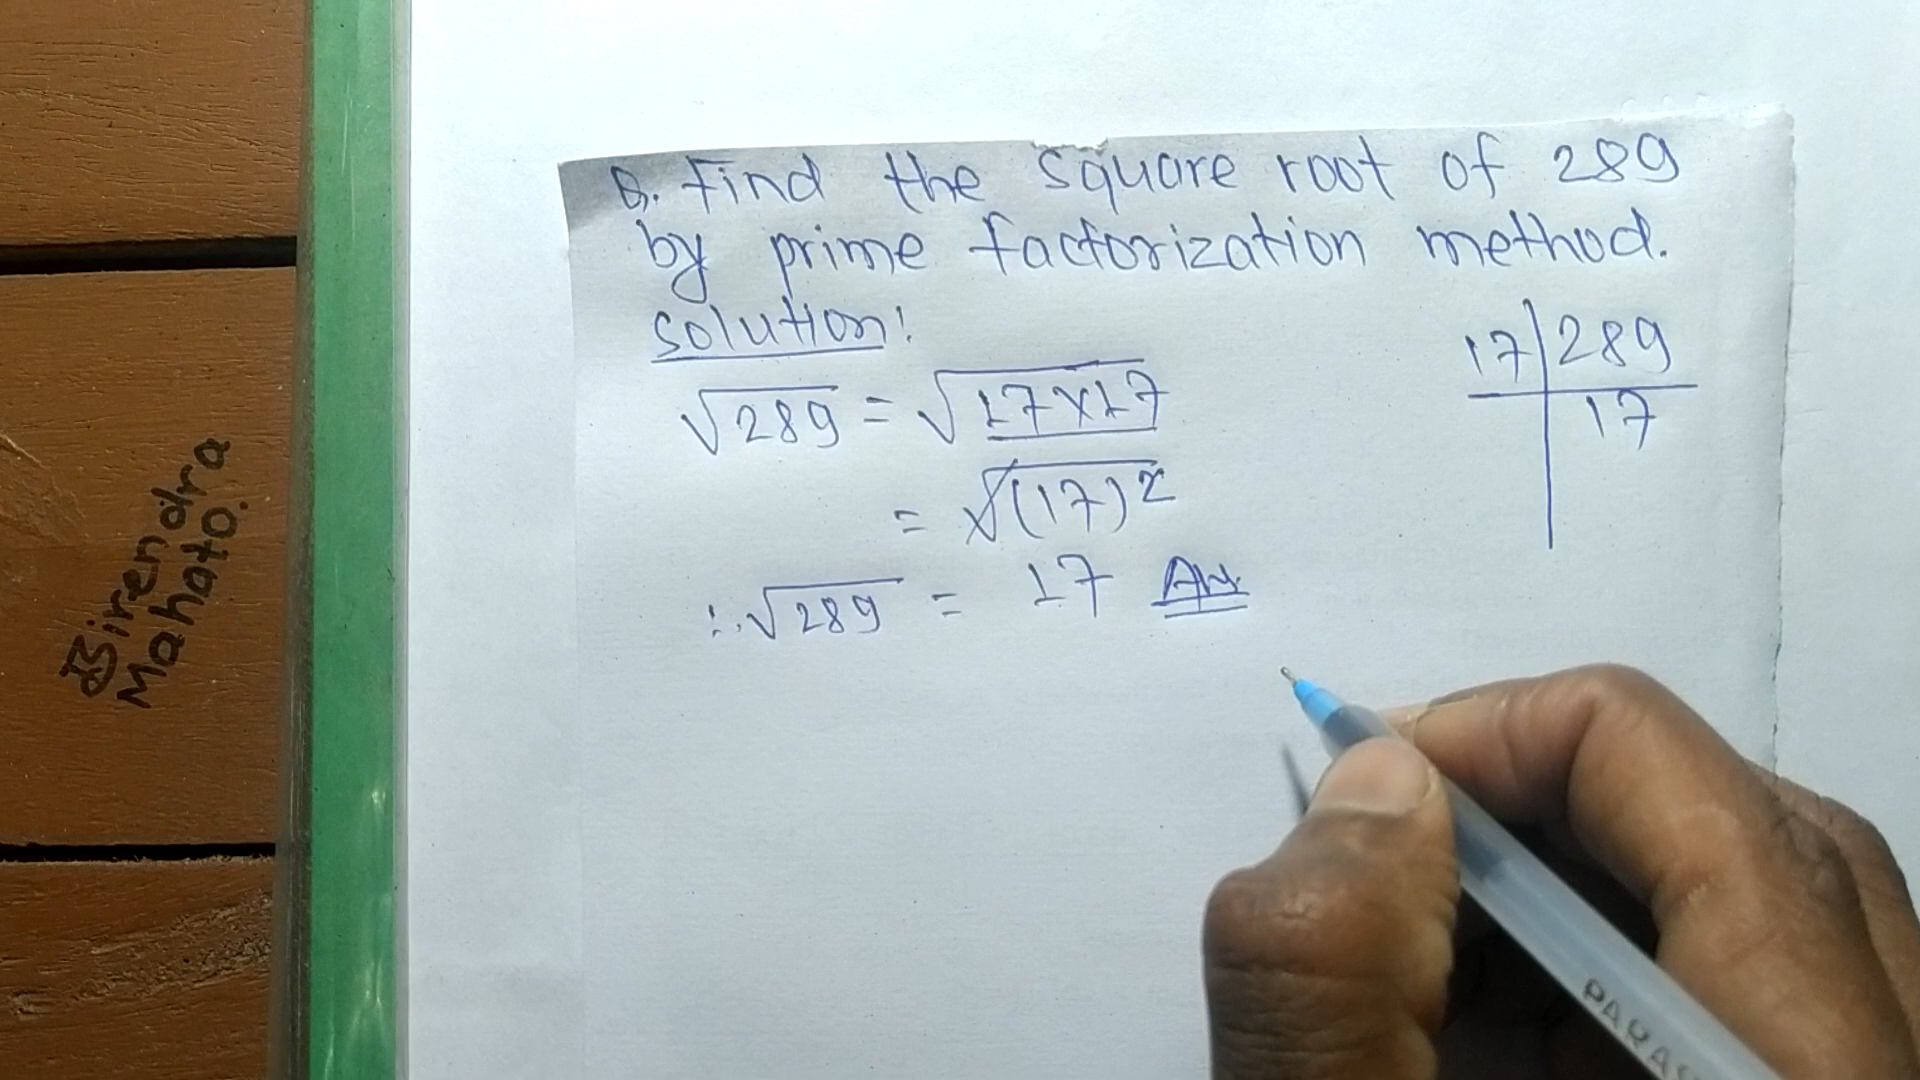 Q. Find the square root of 289
by prime factorization method.
Solution:
√289 = √17×17
= √(17)²
∴ √289 = 17 Ans.
17 | 289
17
Birendra
Mahato.
PARAS